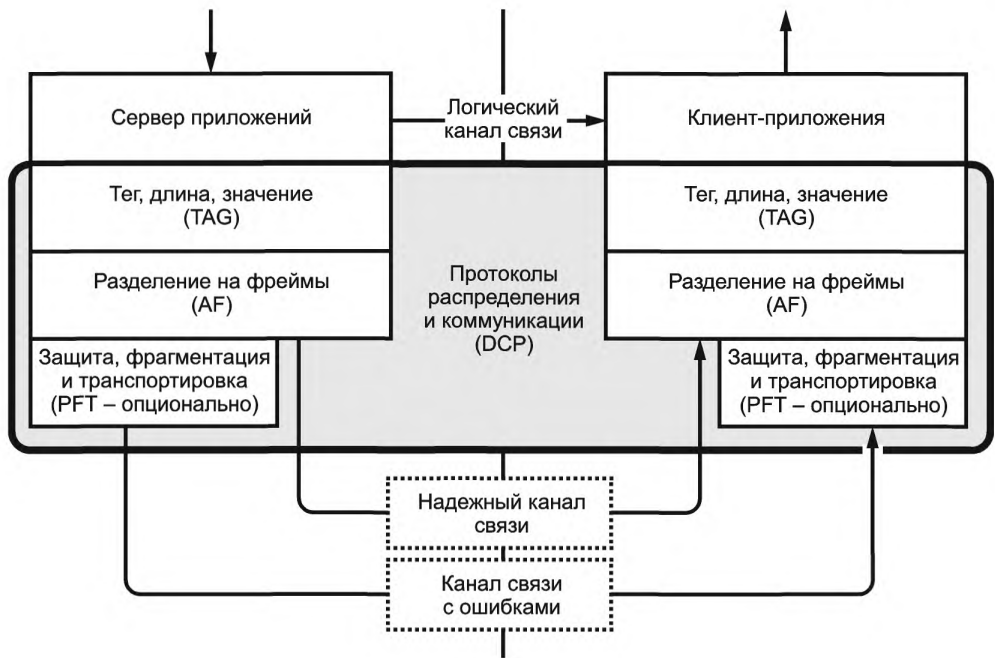 Сервер приложений
Логический
канал связи
Клиент-приложения
Тег, длина, значение
(TAG)
Тег, длина, значение
(TAG)
Разделение на фреймы
(AF)
Протоколы
распределения
и коммуникации
(DCP)
Разделение на фреймы
(AF)
Защита, фрагментация
и транспортировка
(PFT – опционально)
Защита, фрагментация
и транспортировка
(PFT – опционально)
Надежный канал
связи
Канал связи
с ошибками